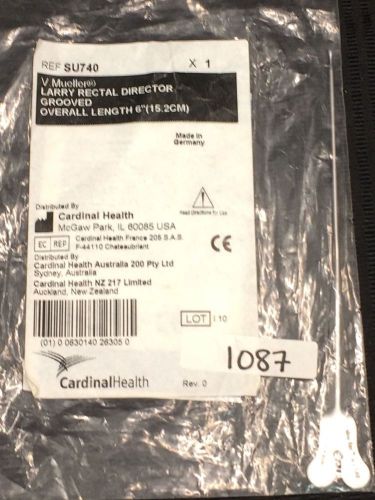 REF SU740 X 1
V. Mueller®
LARRY RECTAL DIRECTOR
GROOVED
OVERALL LENGTH 6"(15.2CM)
Made in
Germany
Distributed By
Cardinal Health
McGaw Park, IL 60085 USA
Read Directions for Use
EC REP
Cardinal Health France 205 S.A.S.
F-44110 Chateaubriant
CE
Distributed By
Cardinal Health Australia 200 Pty Ltd
Sydney, Australia
Cardinal Health NZ 217 Limited
Auckland, New Zealand
LOT : 10
(01) 0 0630140 26305 0
1087
CardinalHealth
Rev. 0